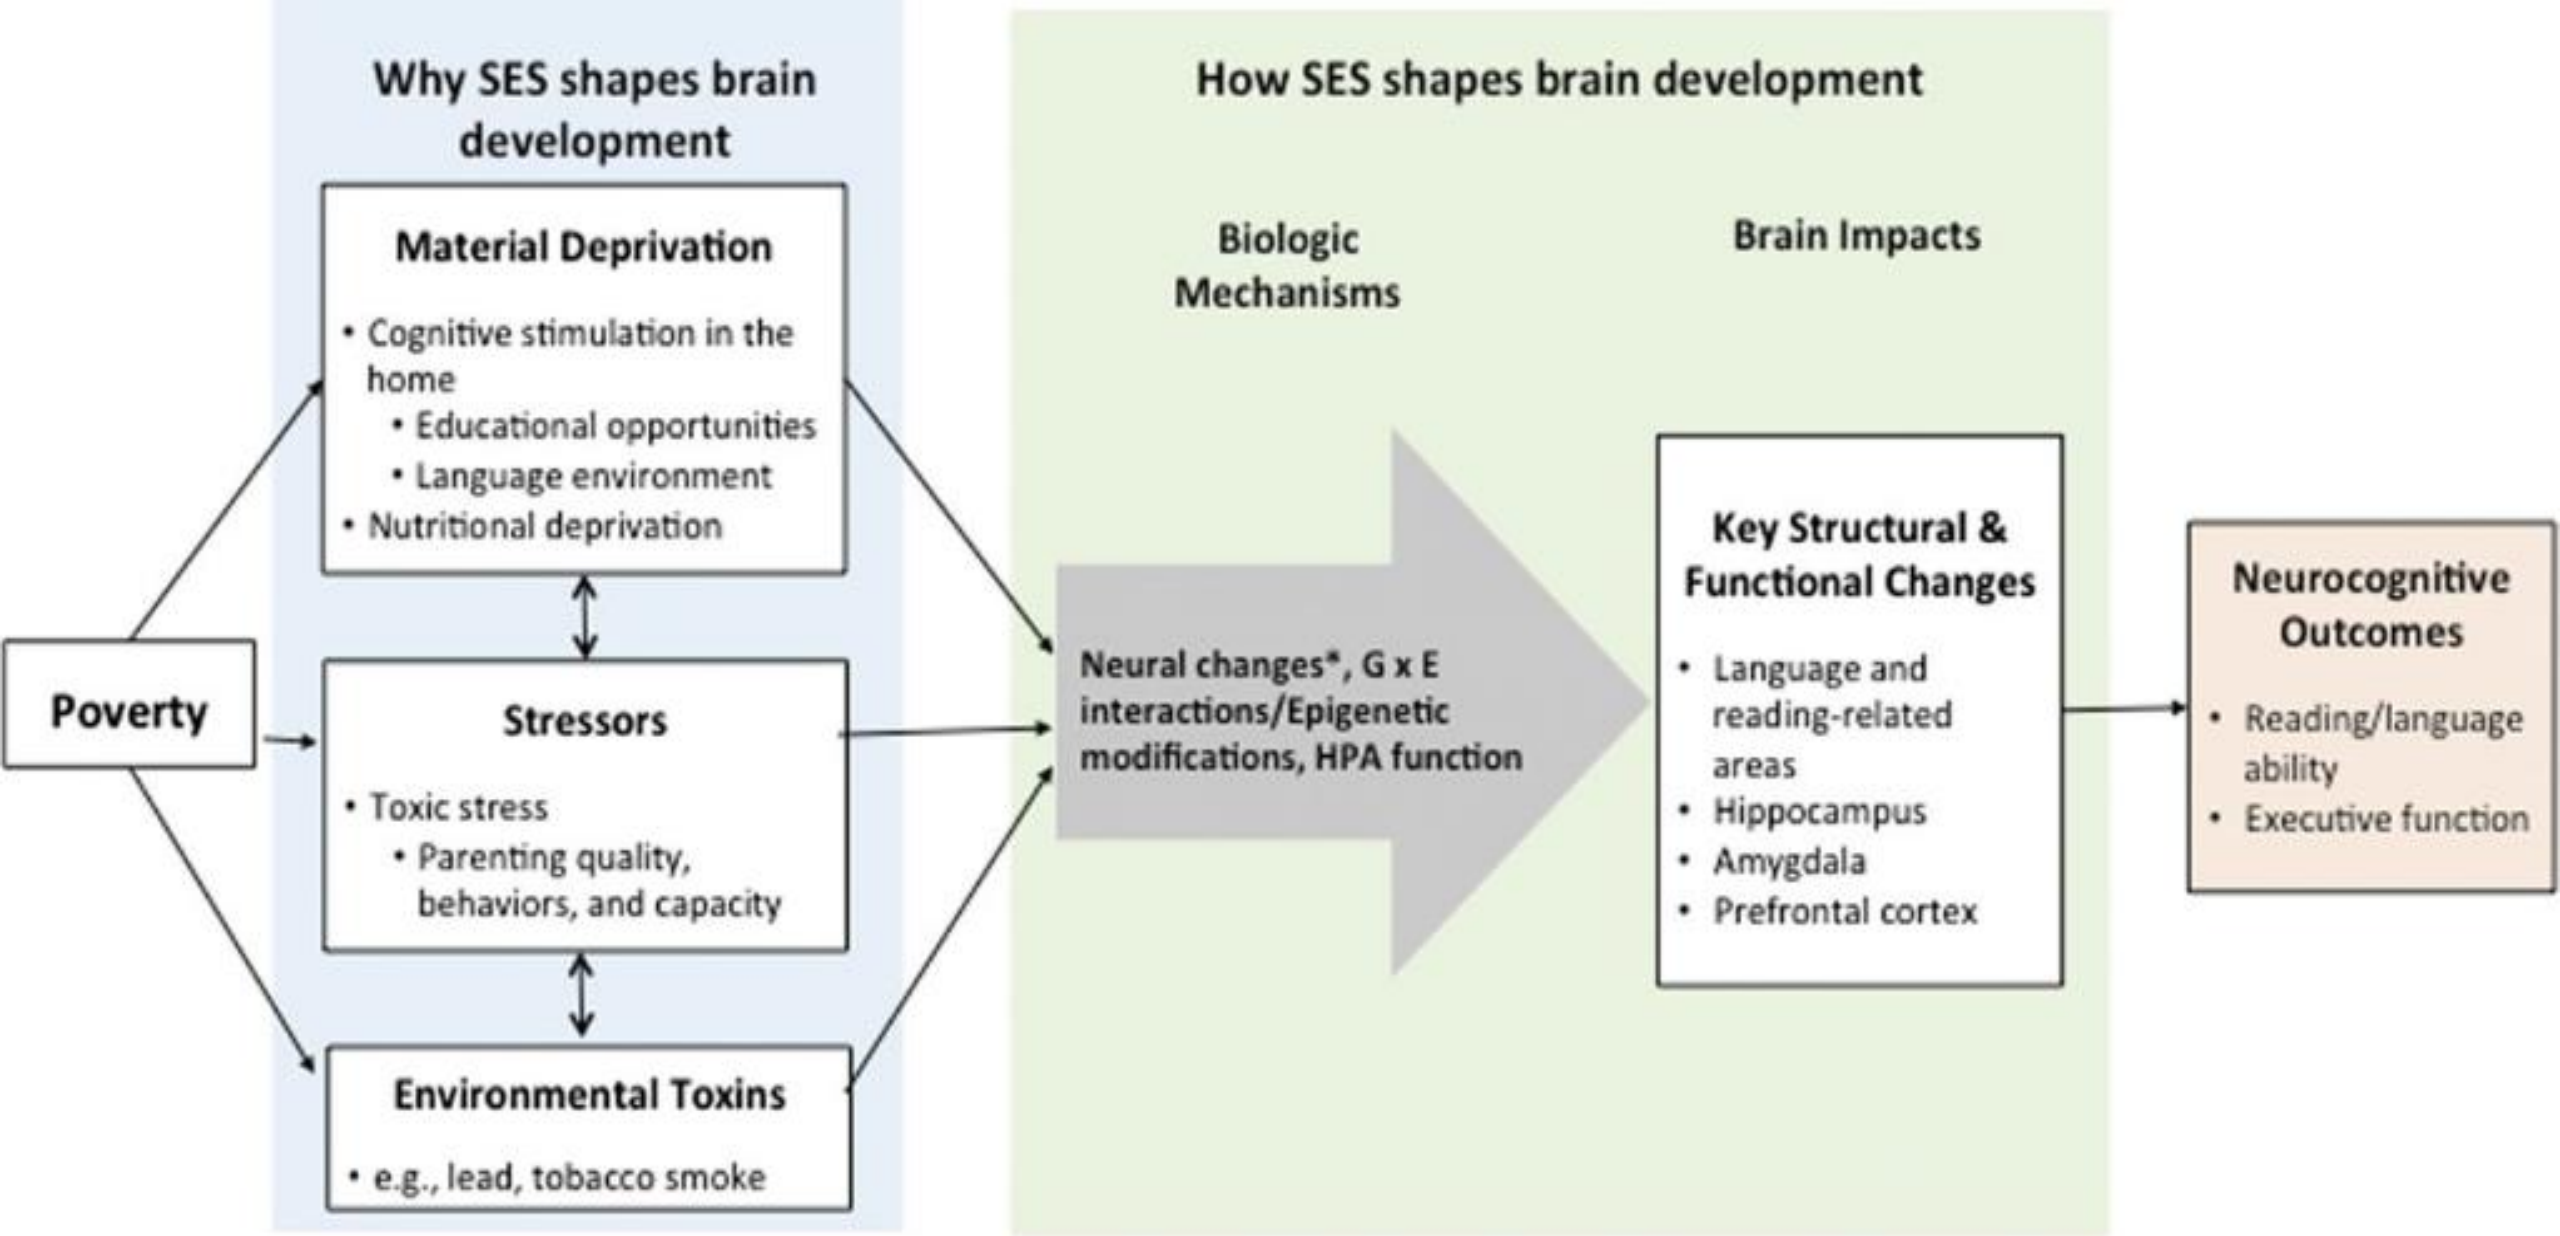 Why SES shapes brain
development
Material Deprivation
• Cognitive stimulation in the
home
• Educational opportunities
• Language environment
• Nutritional deprivation
Poverty
Stressors
• Toxic stress
• Parenting quality,
behaviors, and capacity
Environmental Toxins
• e.g., lead, tobacco smoke
How SES shapes brain development
Biologic
Mechanisms
Neural changes*, G x E
interactions/Epigenetic
modifications, HPA function
Brain Impacts
Key Structural &
Functional Changes
• Language and
reading-related
areas
• Hippocampus
• Amygdala
• Prefrontal cortex
Neurocognitive
Outcomes
• Reading/language
ability
• Executive function